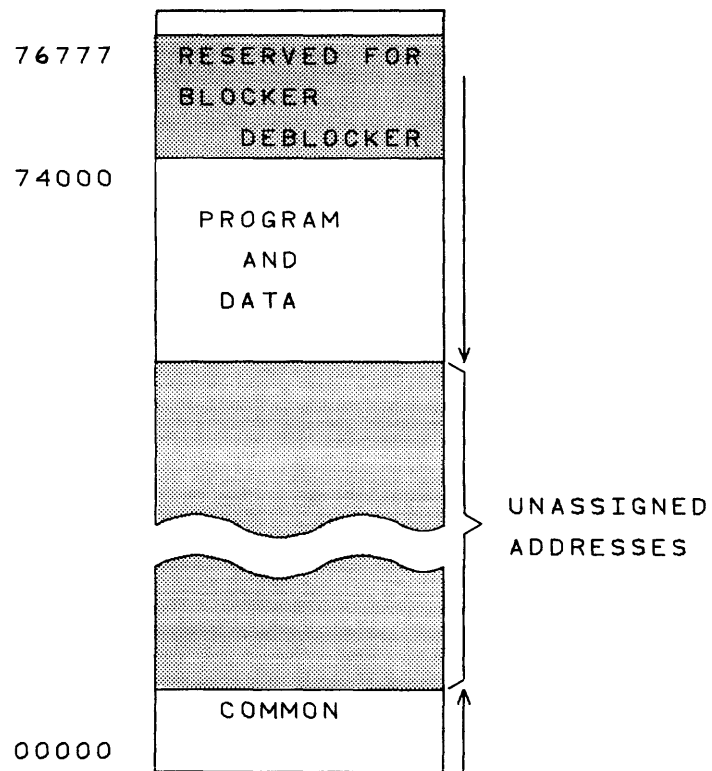 76777
RESERVED FOR
BLOCKER
DEBLOCKER
74000
PROGRAM
AND
DATA
UNASSIGNED
ADDRESSES
COMMON
00000